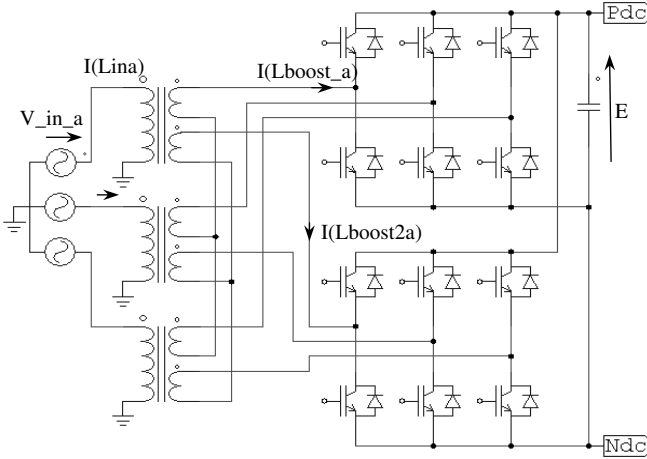 Pdc
I(Lina)
I(Lboost_a)
V_in_a
E
I(Lboost2a)
Ndc